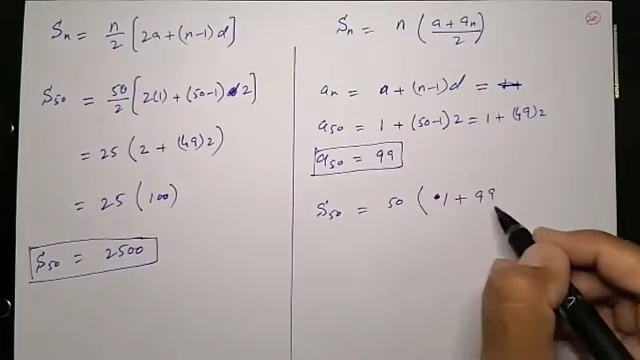 Sn = n/2 [2a + (n-1) d]
S50 = 50/2 [2(1) + (50-1) 2]
= 25 (2 + (49) 2)
= 25 (100)
S50 = 2500
20
Sn = n ( (a + an)/2 )
an = a + (n-1) d =
a50 = 1 + (50-1) 2 = 1 + (49) 2
a50 = 99
S50 = 50 ( 1 + 99